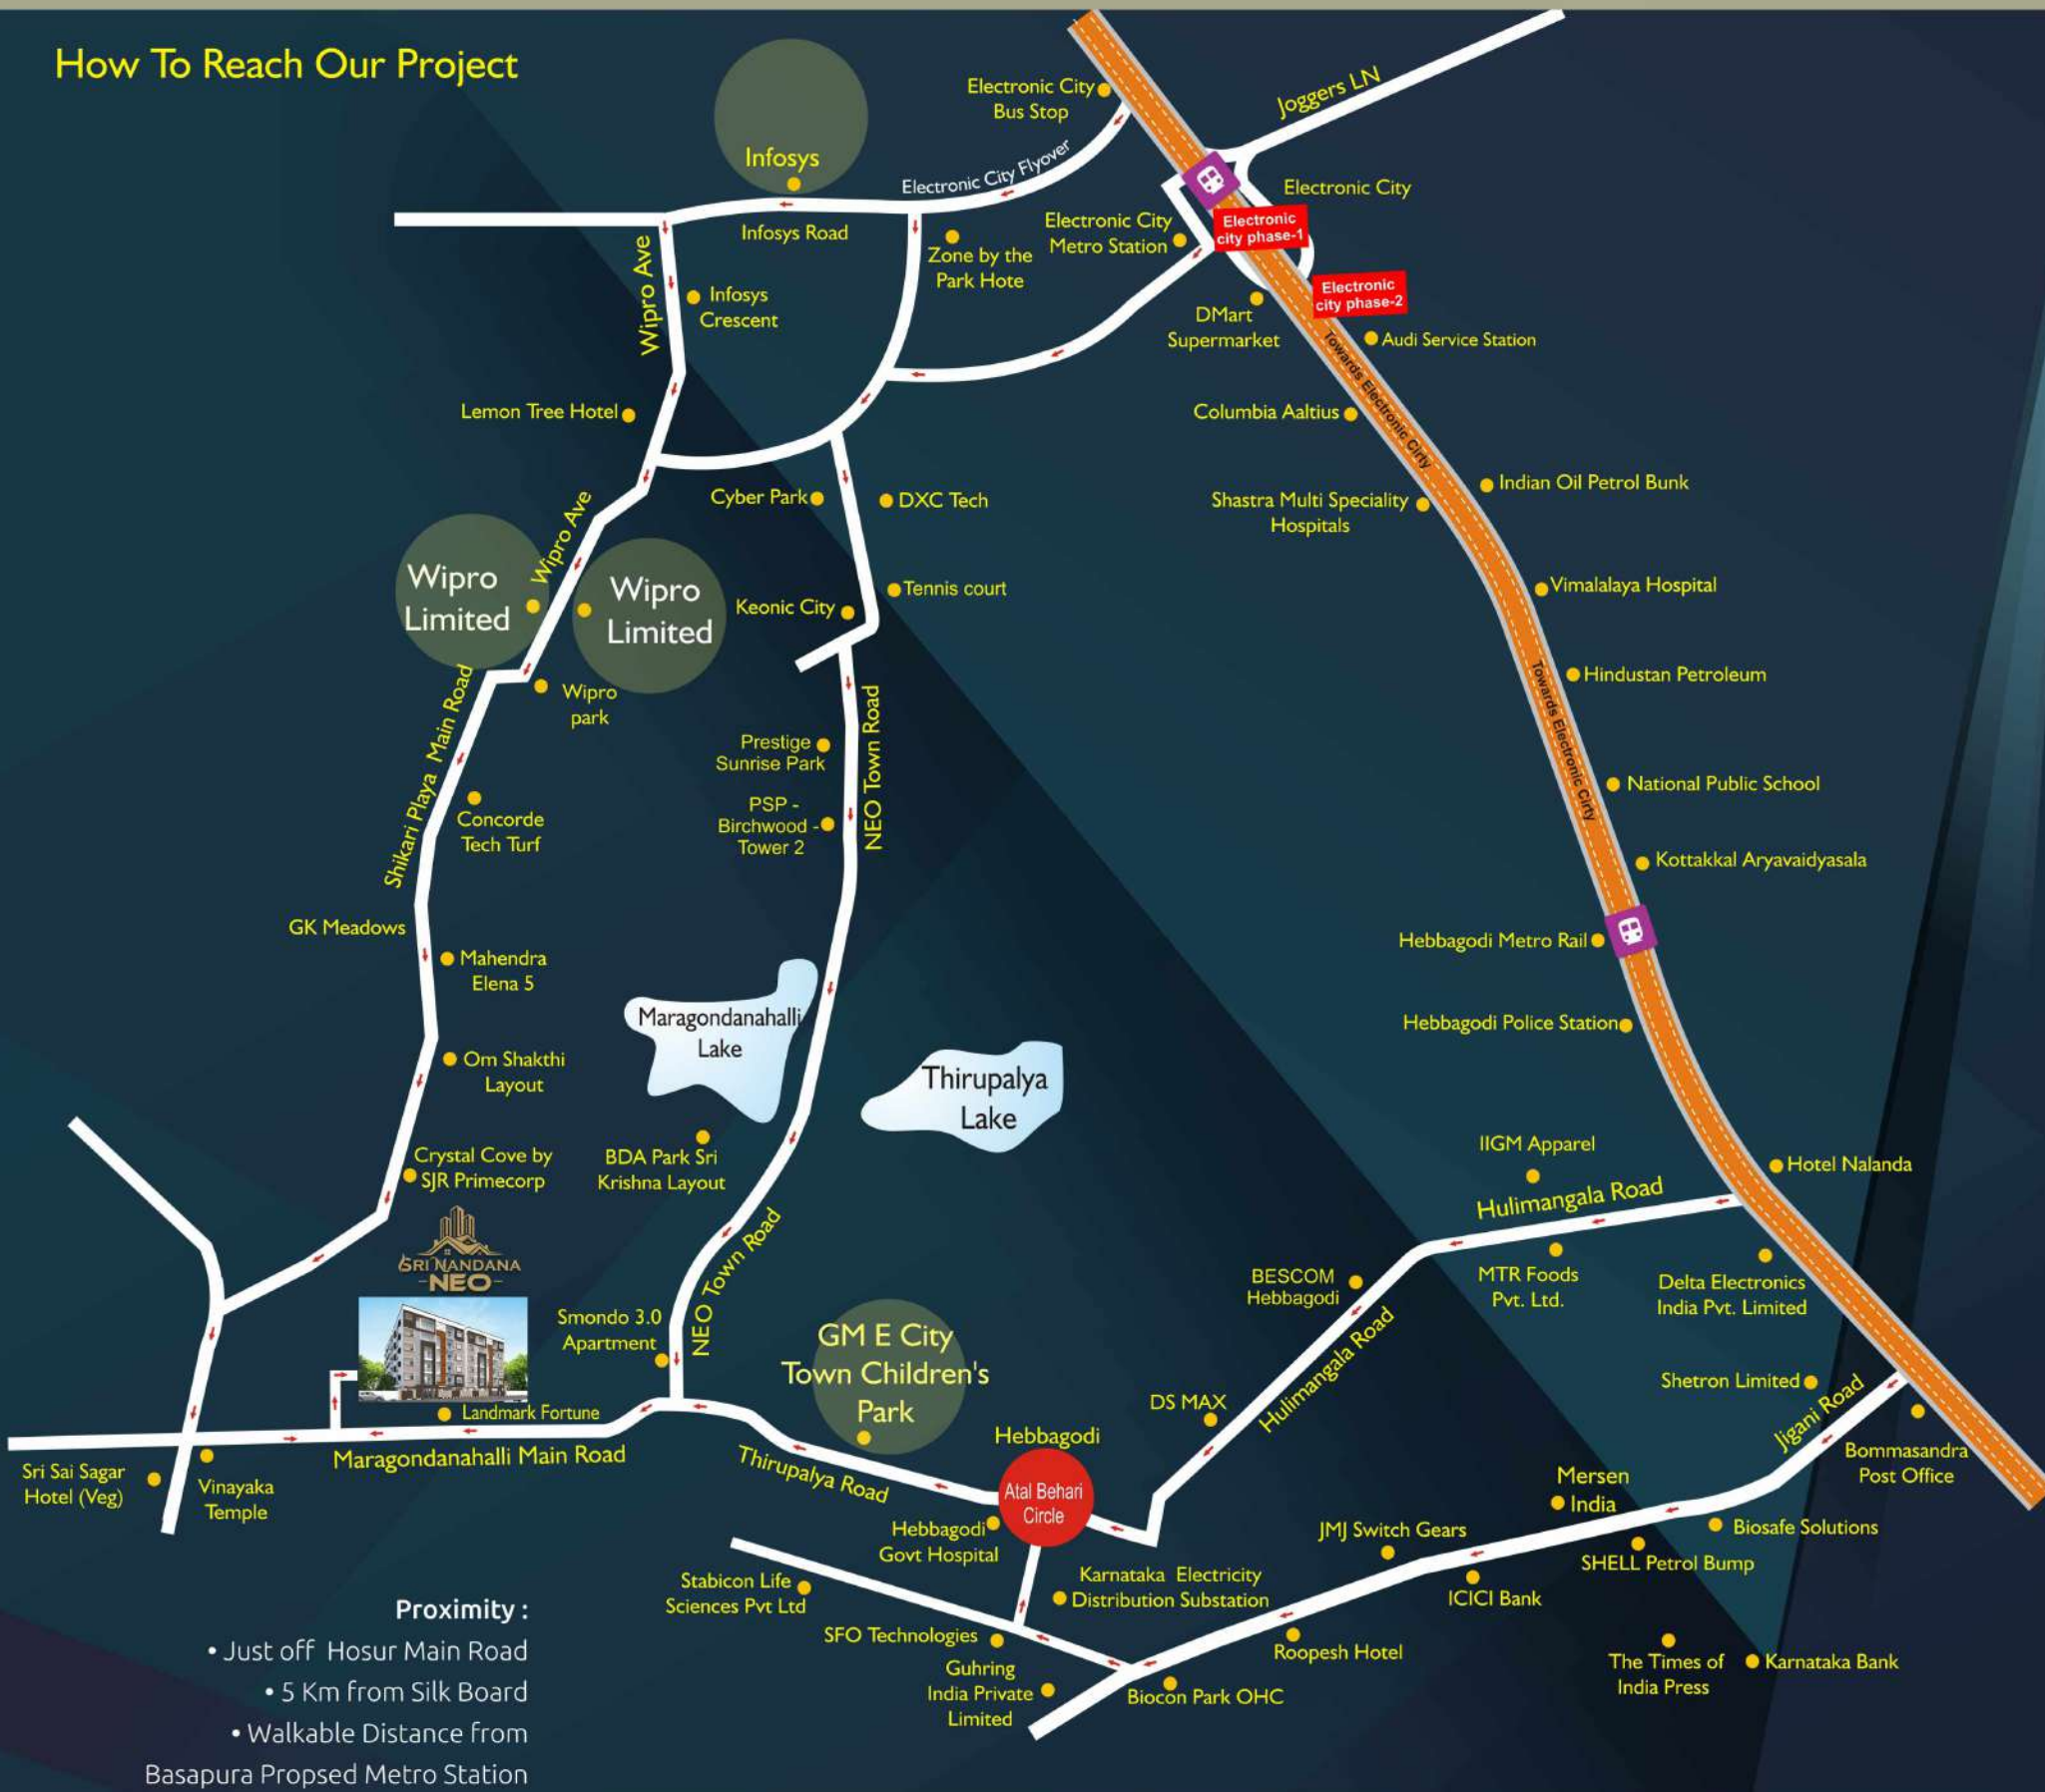 How To Reach Our Project
Electronic City
Bus Stop
Joggers LN
Infosys
Electronic City Flyover
Electronic City
Infosys Road
Wipro Ave
Zone by the
Park Hote
Electronic City
Metro Station
Electronic
city phase-1
Electronic
city phase-2
Infosys
Crescent
DMart
Supermarket
Towards Electronic Cirty
Audi Service Station
Lemon Tree Hotel
Columbia Aaltius
Cyber Park
DXC Tech
Shastra Multi Speciality
Hospitals
Indian Oil Petrol Bunk
Wipro Ave
Wipro
Limited
Wipro
Limited
Keonic City
Tennis court
Vimalalaya Hospital
Wipro
park
Shikari Playa Main Road
NEO Town Road
Towards Electronic Cirty
Hindustan Petroleum
Prestige
Sunrise Park
PSP -
Birchwood -
Tower 2
Concorde
Tech Turf
National Public School
Kottakkal Aryavaidyasala
GK Meadows
Mahendra
Elena 5
Hebbagodi Metro Rail
Maragondanahalli
Lake
Hebbagodi Police Station
Om Shakthi
Layout
Thirupalya
Lake
Crystal Cove by
SJR Primecorp
BDA Park Sri
Krishna Layout
IIGM Apparel
Hulimangala Road
Hotel Nalanda
SRI NANDANA
-NEO-
NEO Town Road
BESCOM
Hebbagodi
MTR Foods
Pvt. Ltd.
Delta Electronics
India Pvt. Limited
Smondo 3.0
Apartment
GM E City
Town Children's
Park
Hulimangala Road
DS MAX
Shetron Limited
Jigani Road
Landmark Fortune
Maragondanahalli Main Road
Thirupalya Road
Hebbagodi
Atal Behari
Circle
Bommasandra
Post Office
Sri Sai Sagar
Hotel (Veg)
Vinayaka
Temple
Mersen
India
Hebbagodi
Govt Hospital
JMJ Switch Gears
Biosafe Solutions
SHELL Petrol Bump
Stabicon Life
Sciences Pvt Ltd
Karnataka Electricity
Distribution Substation
ICICI Bank
SFO Technologies
Roopesh Hotel
The Times of
India Press
Karnataka Bank
Guhring
India Private
Limited
Biocon Park OHC
Proximity :
• Just off Hosur Main Road
• 5 Km from Silk Board
• Walkable Distance from
Basapura Propsed Metro Station